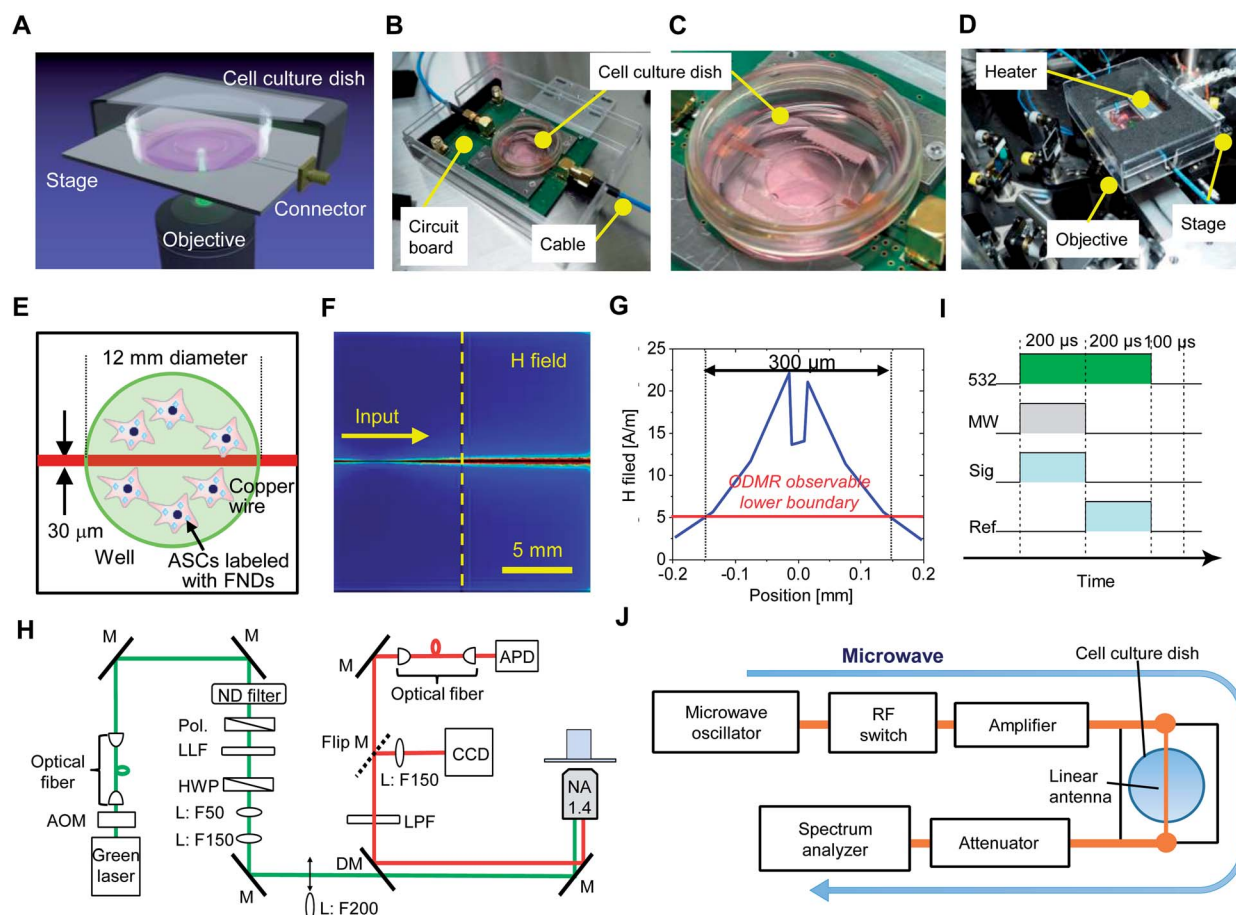 A
Cell culture dish
Stage
Connector
Objective
B
Cell culture dish
Circuit
board
Cable
C
D
Heater
Objective
Stage
E
12 mm diameter
30 μm
Copper
wire
Well
ASCs labeled
with FNDs
F
H field
Input
5 mm
G
H filed [A/m]
25
20
15
10
5
0
300 μm
ODMR observable
lower boundary
-0.2
-0.1
0.0
0.1
0.2
Position [mm]
I
200 μs
200 μs
100 μs
532
MW
Sig
Ref
Time
H
M
M
ND filter
Pol.
LLF
HWP
L: F50
L: F150
Optical
fiber
AOM
Green
laser
M
L: F200
DM
LPF
Flip M
L: F150
CCD
M
Optical fiber
APD
NA
1.4
M
J
Microwave
Cell culture dish
Microwave
oscillator
RF
switch
Amplifier
Linear
antenna
Spectrum
analyzer
Attenuator